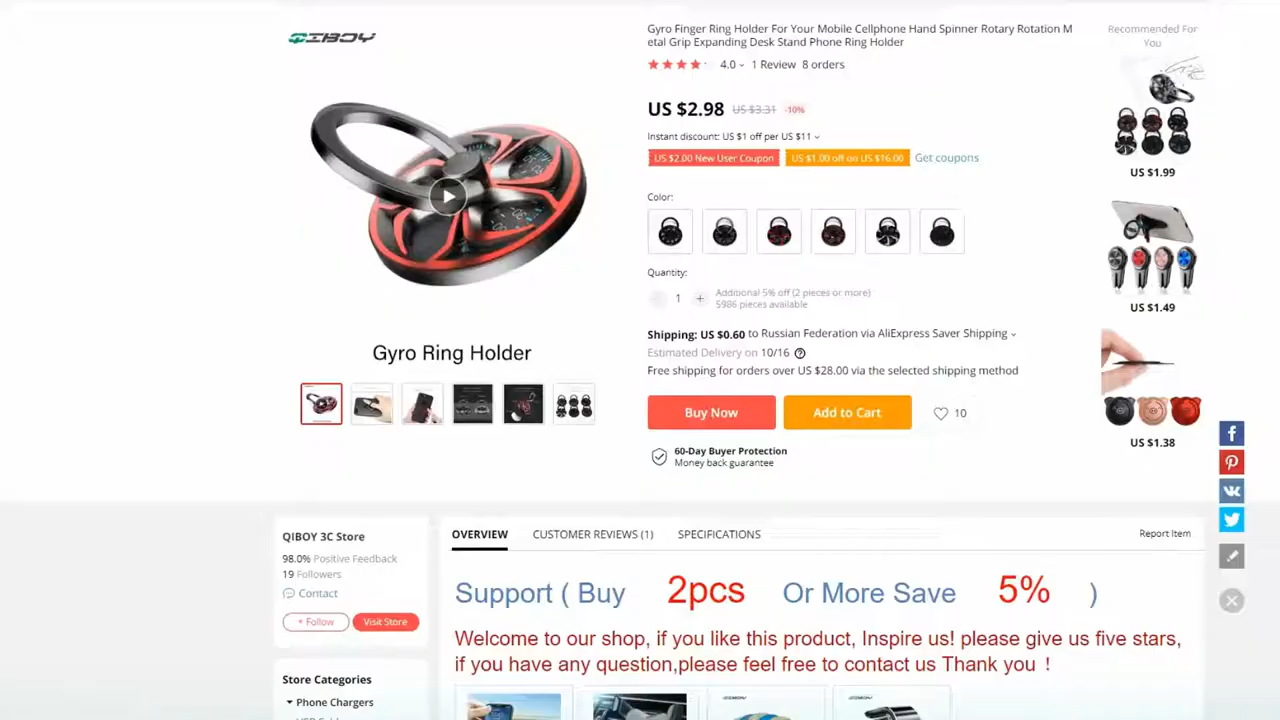 QIBOY
Gyro Ring Holder
Gyro Finger Ring Holder For Your Mobile Cellphone Hand Spinner Rotary Rotation M
etal Grip Expanding Desk Stand Phone Ring Holder
4.0 1 Review 8 orders
US $2.98 US $3.31 -10%
Instant discount: US $1 off per US $11
US $2.00 New User Coupon US $1.00 off on US $16.00 Get coupons
Color:
Quantity:
1 + Additional 5% off (2 pieces or more)
5986 pieces available
Shipping: US $0.60 to Russian Federation via AliExpress Saver Shipping
Estimated Delivery on 10/16
Free shipping for orders over US $28.00 via the selected shipping method
Buy Now Add to Cart 10
60-Day Buyer Protection
Money back guarantee
Recommended For
You
US $1.99
US $1.49
US $1.38
QIBOY 3C Store
98.0% Positive Feedback
19 Followers
Contact
+ Follow Visit Store
Store Categories
Phone Chargers
OVERVIEW CUSTOMER REVIEWS (1) SPECIFICATIONS Report Item
Support ( Buy 2pcs Or More Save 5% )
Welcome to our shop, if you like this product, Inspire us! please give us five stars,
if you have any question,please feel free to contact us Thank you !
QIBOY QIBOY